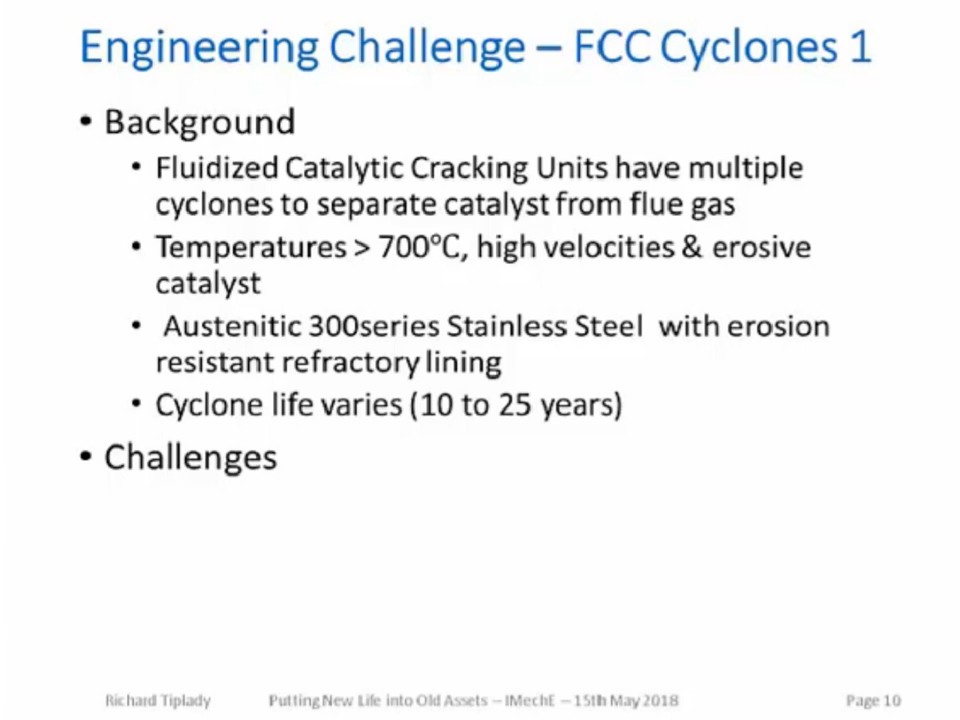 Engineering Challenge – FCC Cyclones 1
• Background
• Fluidized Catalytic Cracking Units have multiple
cyclones to separate catalyst from flue gas
• Temperatures > 700°C, high velocities & erosive
catalyst
• Austenitic 300series Stainless Steel with erosion
resistant refractory lining
• Cyclone life varies (10 to 25 years)
• Challenges
Richard Tiplady Putting New Life into Old Assets – IMechE – 15th May 2018 Page 10